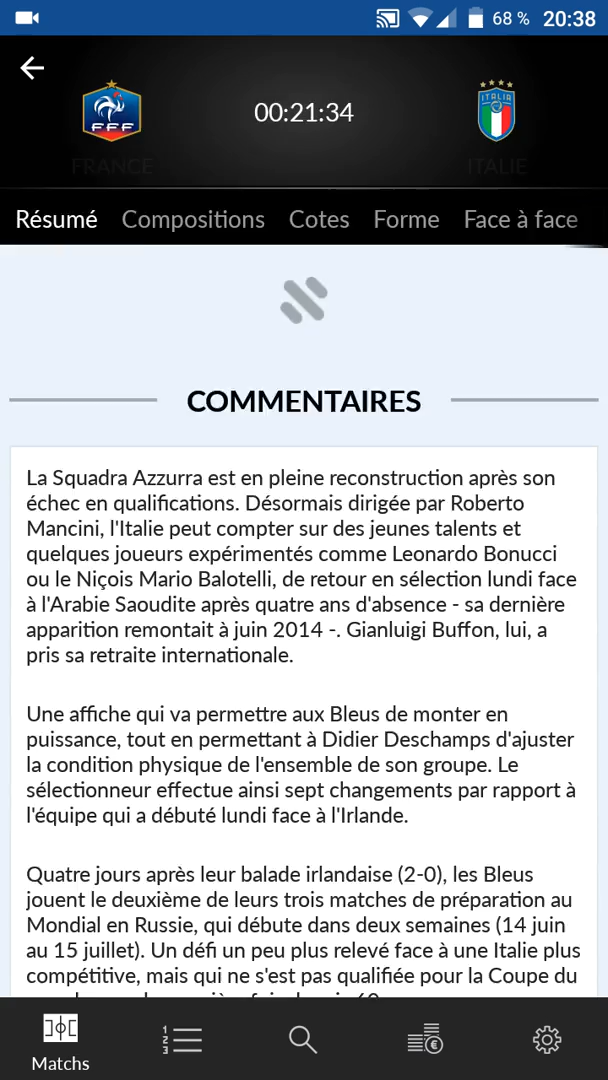 68 % 20:38
FFF
ITALIA
00:21:34
FRANCE
ITALIE
Résumé Compositions Cotes Forme Face à face
COMMENTAIRES
La Squadra Azzurra est en pleine reconstruction après son
échec en qualifications. Désormais dirigée par Roberto
Mancini, l'Italie peut compter sur des jeunes talents et
quelques joueurs expérimentés comme Leonardo Bonucci
ou le Niçois Mario Balotelli, de retour en sélection lundi face
à l'Arabie Saoudite après quatre ans d'absence - sa dernière
apparition remontait à juin 2014 -. Gianluigi Buffon, lui, a
pris sa retraite internationale.
Une affiche qui va permettre aux Bleus de monter en
puissance, tout en permettant à Didier Deschamps d'ajuster
la condition physique de l'ensemble de son groupe. Le
sélectionneur effectue ainsi sept changements par rapport à
l'équipe qui a débuté lundi face à l'Irlande.
Quatre jours après leur balade irlandaise (2-0), les Bleus
jouent le deuxième de leurs trois matches de préparation au
Mondial en Russie, qui débute dans deux semaines (14 juin
au 15 juillet). Un défi un peu plus relevé face à une Italie plus
compétitive, mais qui ne s'est pas qualifiée pour la Coupe du
1
2
3
Matchs